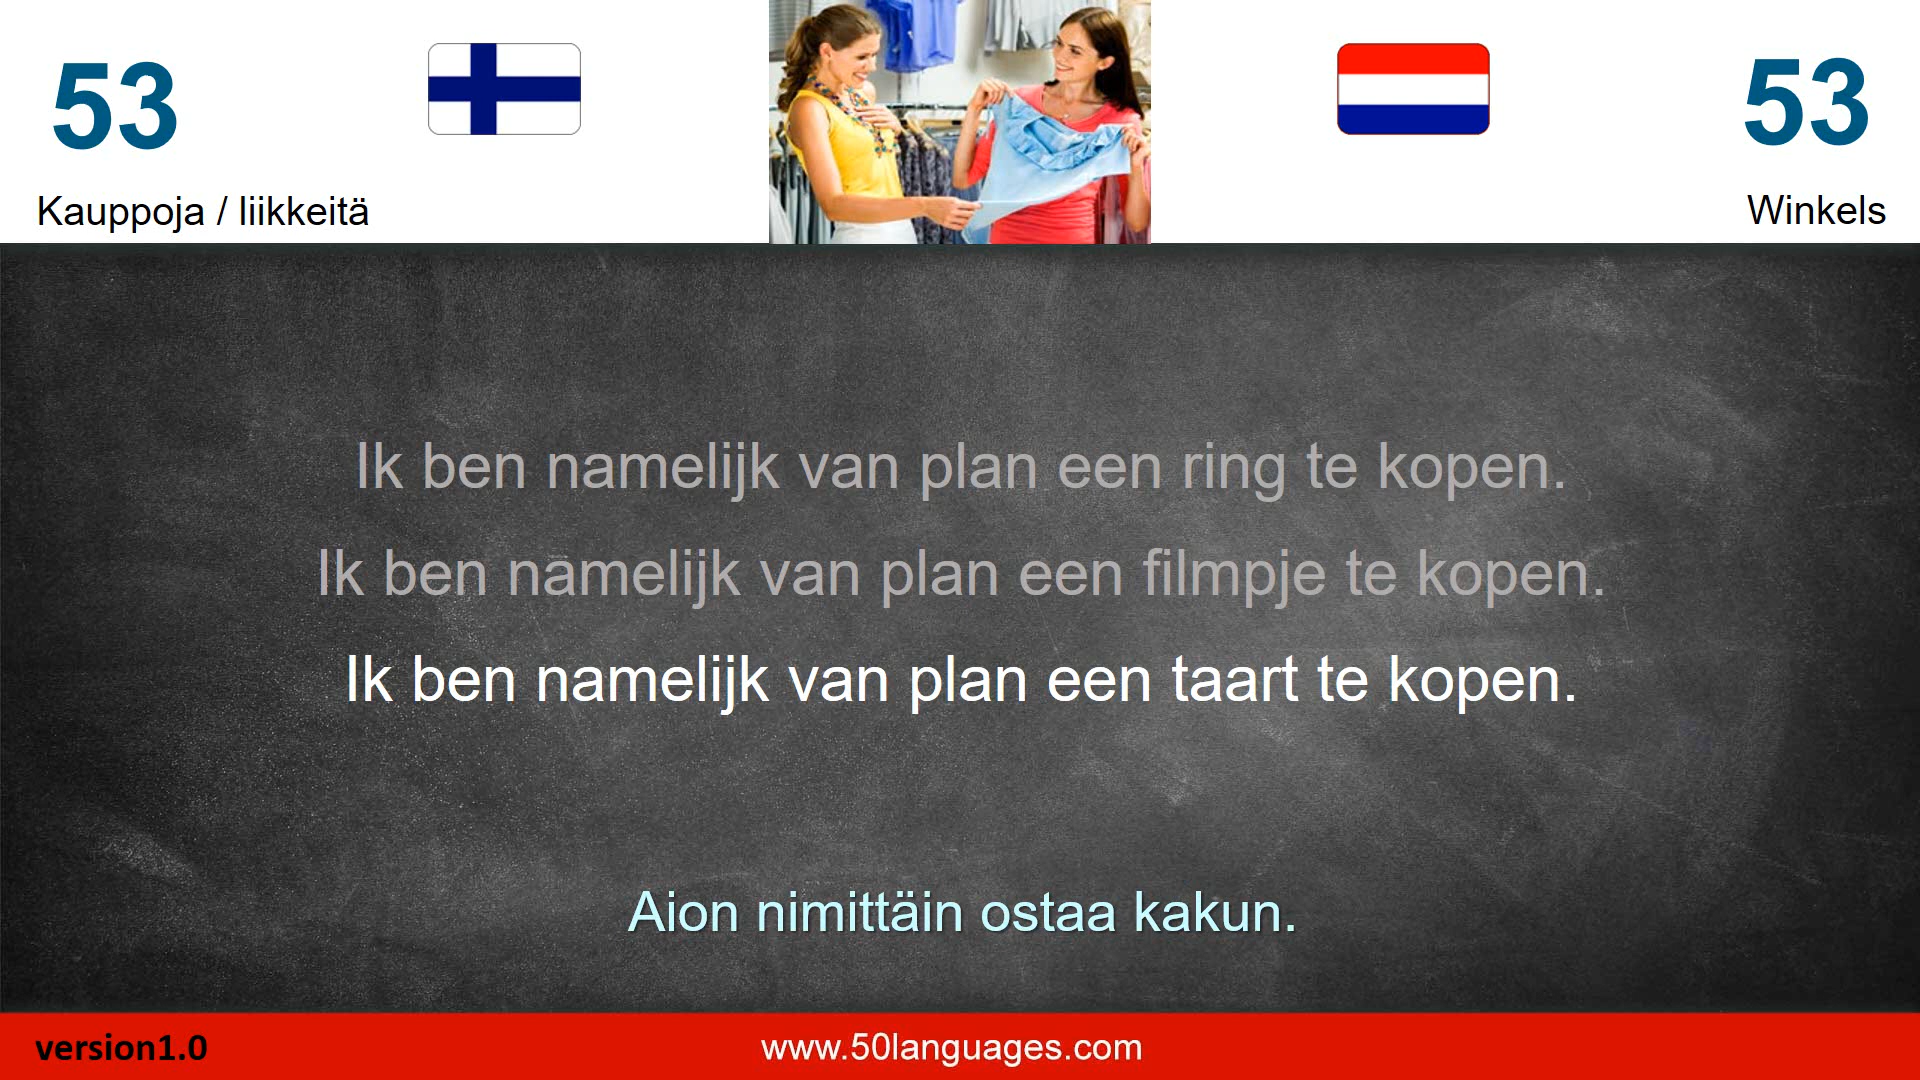 53
53
Kauppoja / liikkeitä
Winkels
Ik ben namelijk van plan een ring te kopen.
Ik ben namelijk van plan een filmpje te kopen.
Ik ben namelijk van plan een taart te kopen.
Aion nimittäin ostaa kakun.
version1.0
www.50languages.com